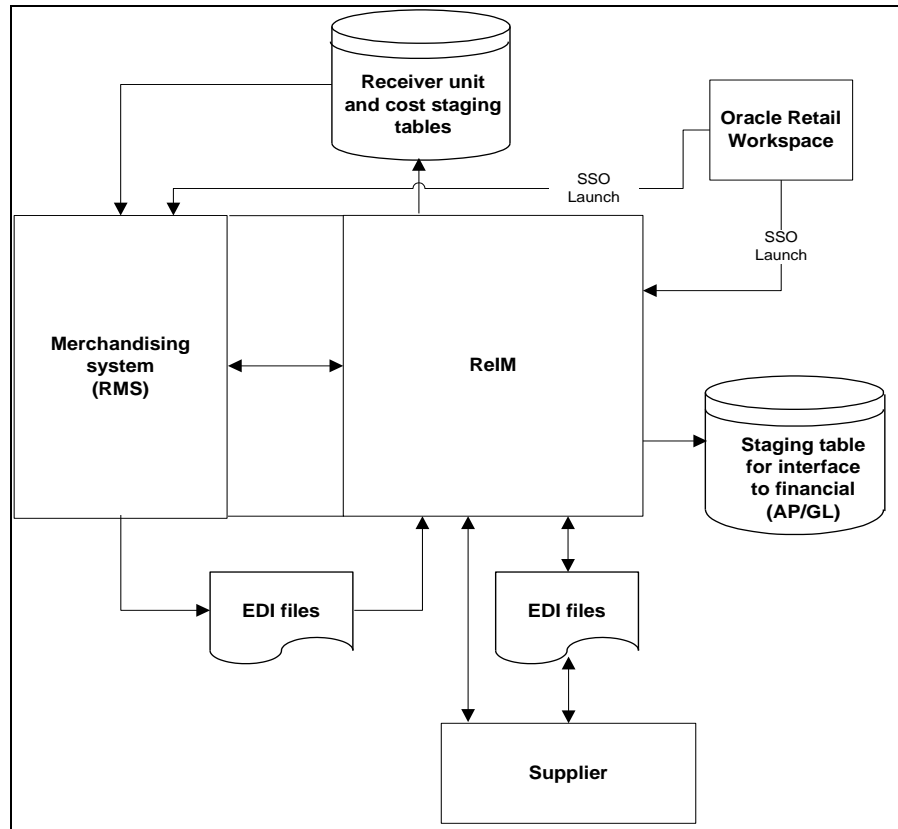 Receiver unit
and cost staging
tables
Oracle Retail
Workspace
SSO
Launch
SSO
Launch
Merchandising
system
(RMS)
ReIM
Staging table
for interface
to financial
(AP/GL)
EDI files
EDI files
Supplier